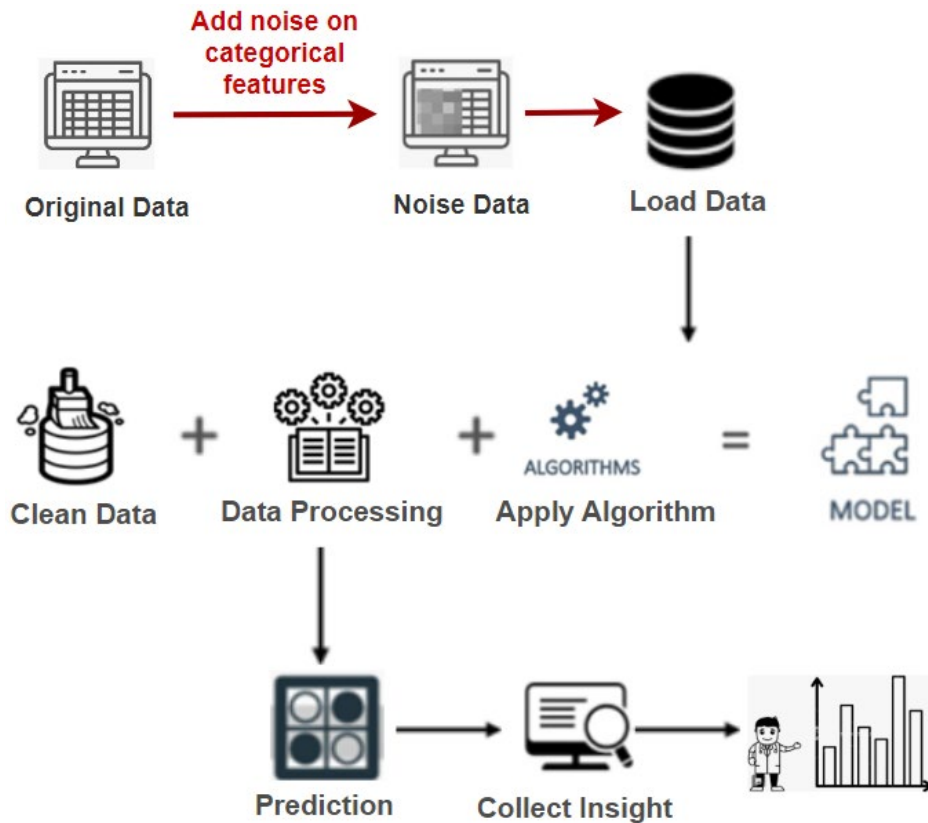 Add noise on
categorical
features
Original Data
Noise Data
Load Data
+
+
ALGORITHMS
=
Clean Data
Data Processing
Apply Algorithm
MODEL
Prediction
Collect Insight